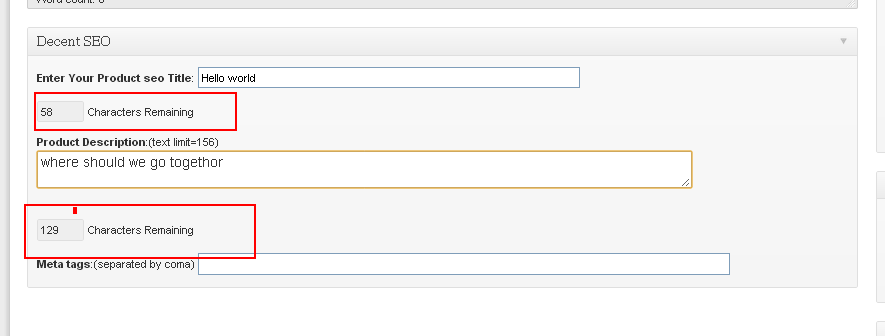 Word count: 0
Decent SEO
Enter Your Product seo Title: Hello world
58 Characters Remaining
Product Description:(text limit=156)
where should we go togethor
129 Characters Remaining
Meta tags:(separated by coma)